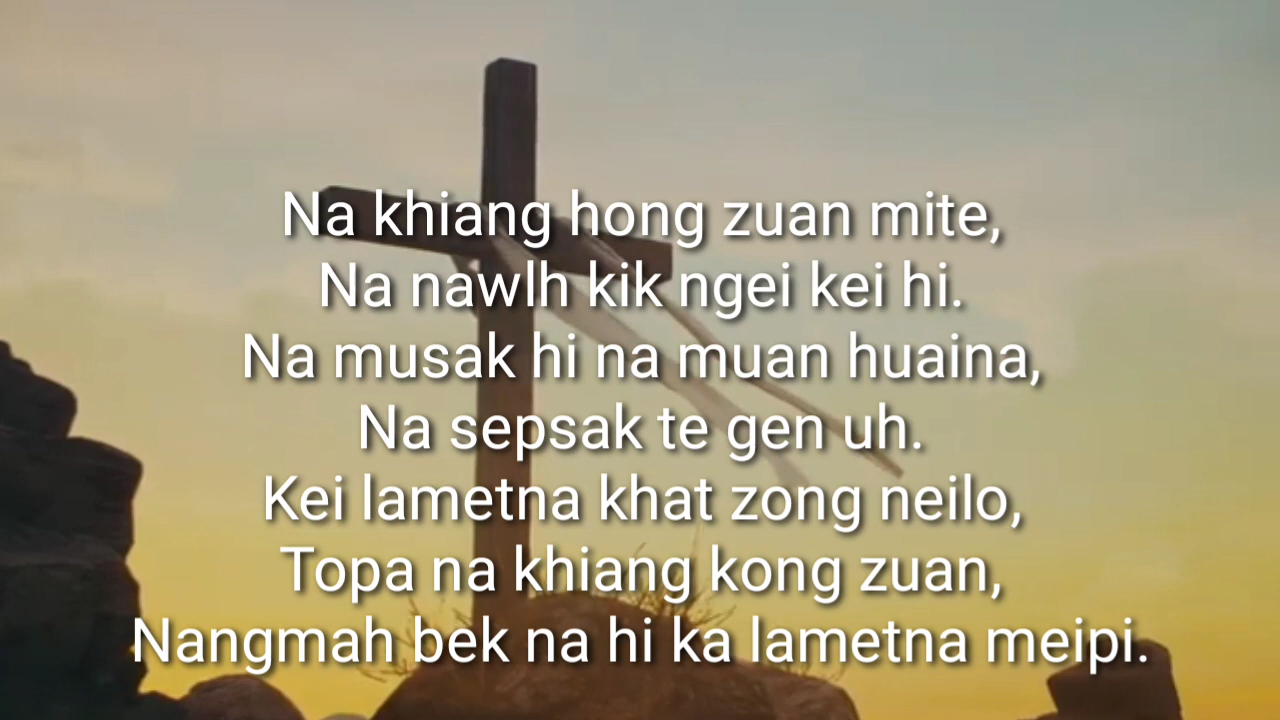 Na khiang hong zuan mite,
Na nawlh kik ngei kei hi.
Na musak hi na muan huaina,
Na sepsak te gen uh.
Kei lametna khat zong neilo,
Topa na khiang kong zuan,
Nangmah bek na hi ka lametna meipi.